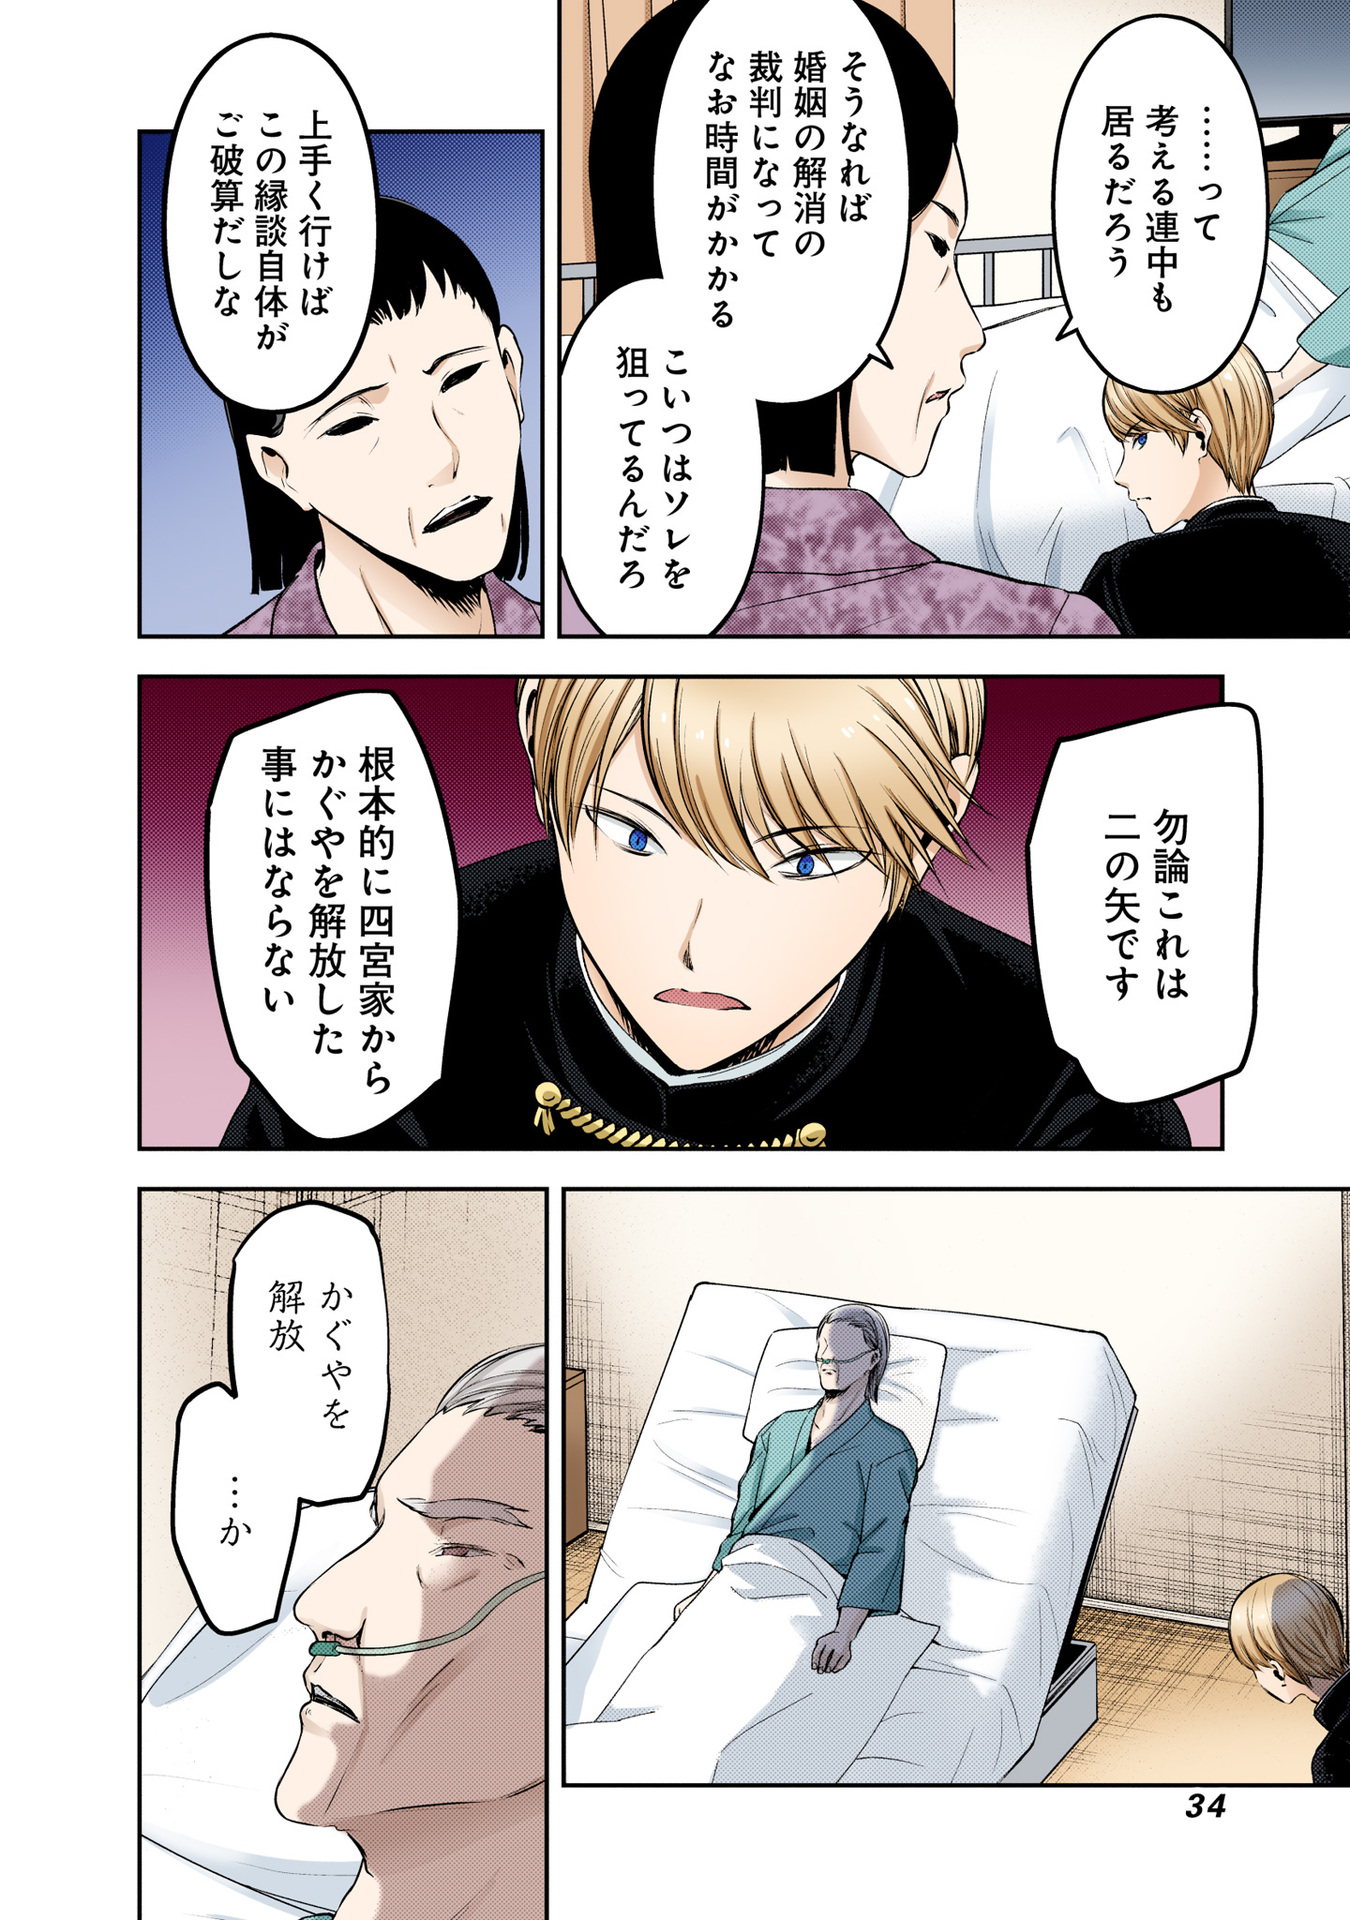 ……って
考える連中も
居るだろう
そうなれば
婚姻の解消の
裁判になって
なお時間がかかる
こいつはソレを
狙ってるんだろ
上手く行けば
この縁談自体が
ご破算だしな
勿論これは
二の矢です
根本的に四宮家から
かぐやを解放した
事にはならない
かぐやを
解放
…か
34